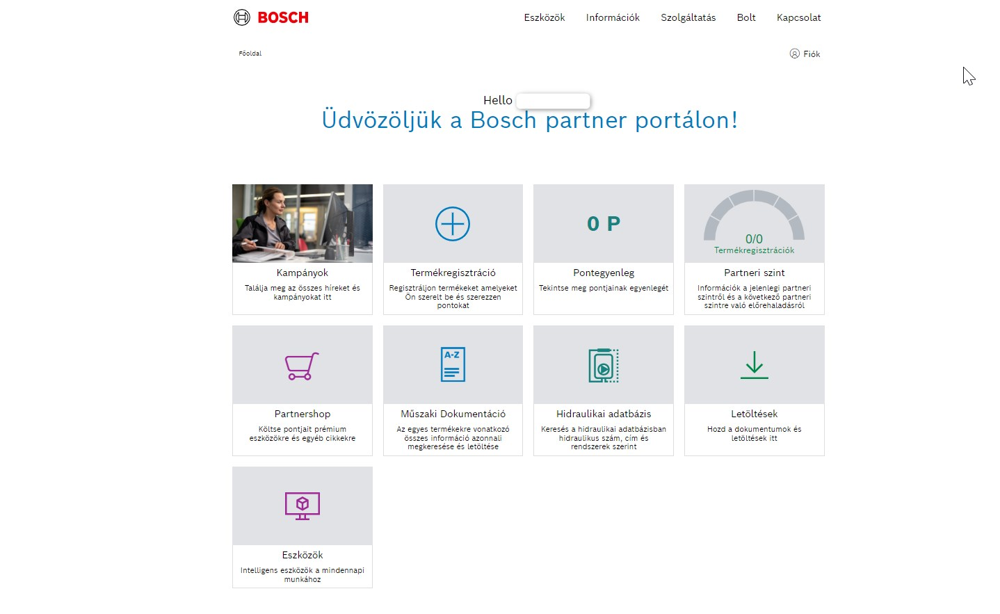 BOSCH
Eszközök Információk Szolgáltatás Bolt Kapcsolat
Főoldal
Fiók
Hello
Üdvözöljük a Bosch partner portálon!
Kampányok
Találja meg az összes híreket és
kampányokat itt
Termékregisztráció
Regisztráljon termékeket amelyeket
Ön szerelt be és szerezzen
pontokat
0 P
Pontegyenleg
Tekintse meg pontjainak egyenlegét
0/0
Termékregisztrációk
Partneri szint
Információk a jelenlegi partneri
szintről és a következő partneri
szintre való előrehaladásról
Partnershop
Költse pontjait prémium
eszközökre és egyéb cikkekre
A-Z
Műszaki Dokumentáció
Az egyes termékekre vonatkozó
összes információ azonnali
megkeresése és letöltése
Hidraulikai adatbázis
Keresés a hidraulikai adatbázisban
hidraulikus szám, cím és
rendszerek szerint
Letöltések
Hozd a dokumentumok és
letöltések itt
Eszközök
Intelligens eszközök a mindennapi
munkához